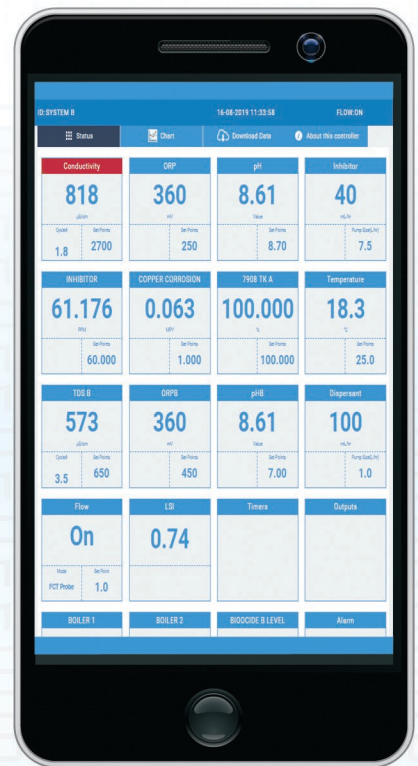 ID: SYSTEM B 16-08-2019 11:33:58 FLOW:ON
Status Chart Download Data About this controller
Conductivity ORP pH Inhibitor
818 360 8.61 40
µS/cm mV Value mL/hr
Cycles Set Points Set Points Set Points Pump Size(L/hr)
1.8 2700 250 8.70 7.5
INHIBITOR COPPER CORROSION 7908 TK A Temperature
61.176 0.063 100.000 18.3
PPM MPY % °C
Set Points Set Points Set Points Set Points
60.000 1.000 100.000 25.0
TDS B ORPB pHB Dispersant
573 360 8.61 100
µS/cm mV Value mL/hr
Cycles Set Points Set Points Set Points Pump Size(L/hr)
3.5 650 450 7.00 1.0
Flow LSI Timers Outputs
On 0.74
Mode Set Point
FCT Probe 1.0
BOILER 1 BOILER 2 BIOCIDE B LEVEL Alarm